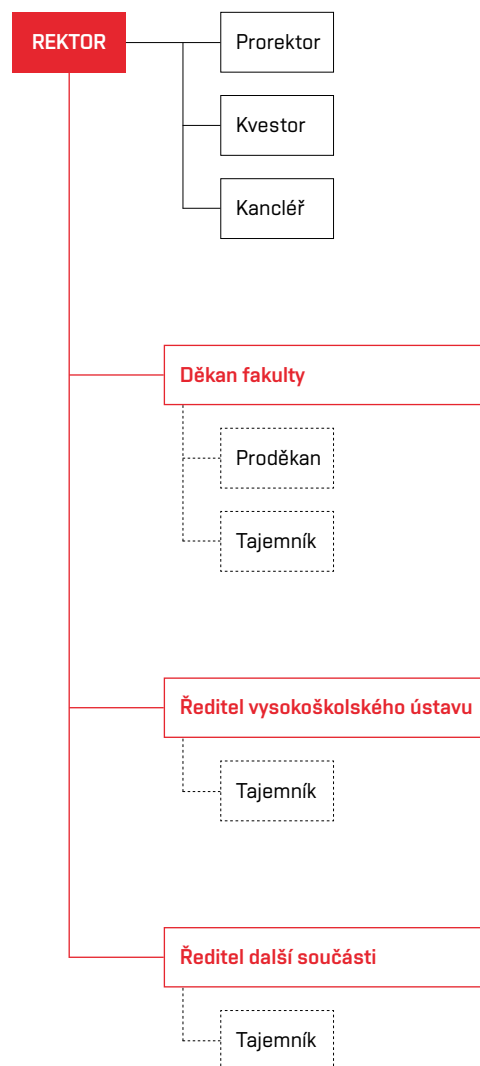 REKTOR
Prorektor
Kvestor
Kancléř
Děkan fakulty
Proděkan
Tajemník
Ředitel vysokoškolského ústavu
Tajemník
Ředitel další součásti
Tajemník